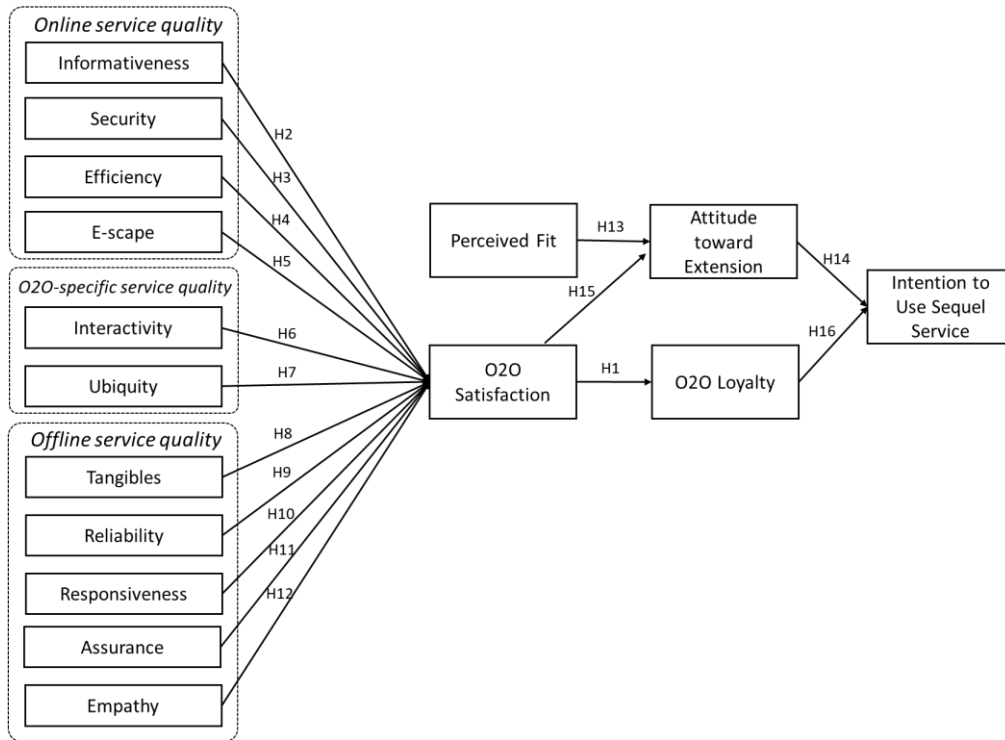 Online service quality
Informativeness
Security
Efficiency
E-scape
O2O-specific service quality
Interactivity
Ubiquity
Offline service quality
Tangibles
Reliability
Responsiveness
Assurance
Empathy
H2
H3
H4
H5
H6
H7
H8
H9
H10
H11
H12
Perceived Fit
H13
Attitude
toward
Extension
H15
H14
O2O
Satisfaction
H1
O2O Loyalty
H16
Intention to
Use Sequel
Service